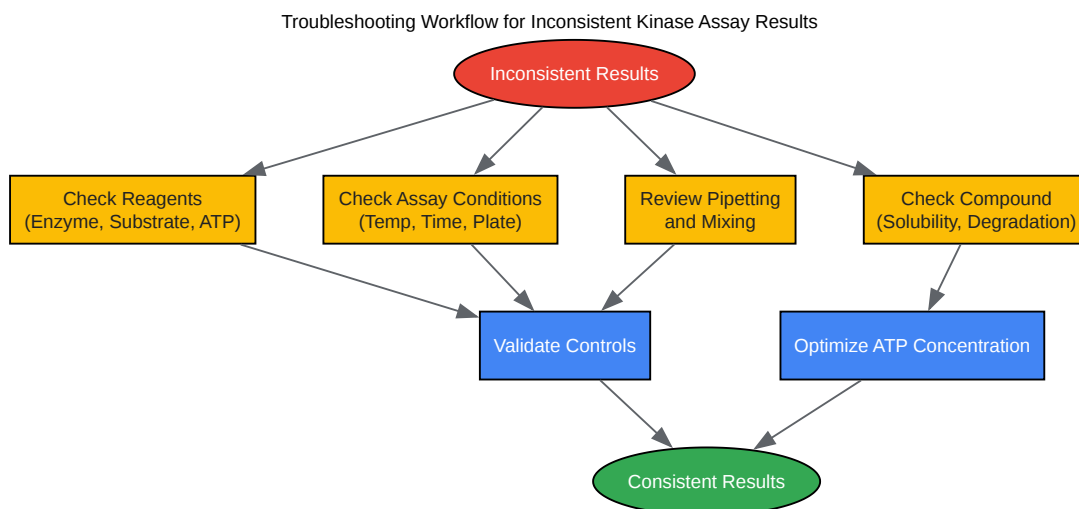 Troubleshooting Workflow for Inconsistent Kinase Assay Results
Inconsistent Results
Check Reagents
(Enzyme, Substrate, ATP)
Check Assay Conditions
(Temp, Time, Plate)
Review Pipetting
and Mixing
Check Compound
(Solubility, Degradation)
Validate Controls
Optimize ATP Concentration
Consistent Results